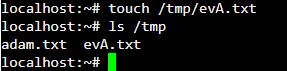 localhost:~# touch /tmp/evA.txt
localhost:~# ls /tmp
adam.txt  evA.txt
localhost:~#